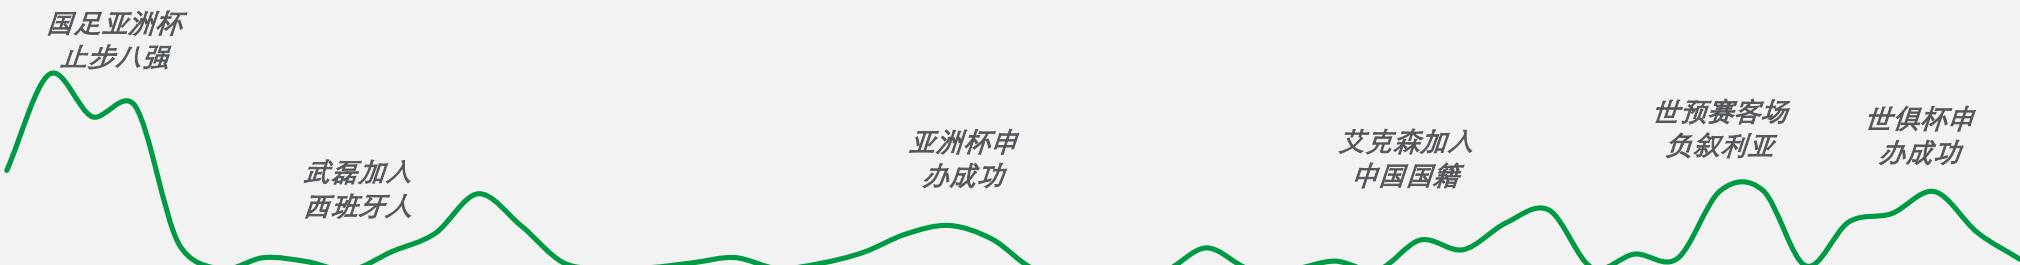 国足亚洲杯
止步八强
武磊加入
西班牙人
亚洲杯申
办成功
艾克森加入
中国国籍
世预赛客场
负叙利亚
世俱杯申
办成功